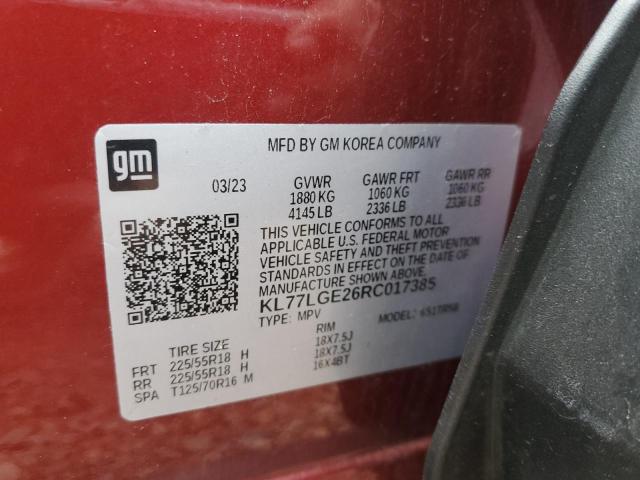 gm
MFD BY GM KOREA COMPANY
03/23 GVWR GAWR FRT GAWR RR
1880 KG 1060 KG 1060 KG
4145 LB 2336 LB 2336 LB
THIS VEHICLE CONFORMS TO ALL
APPLICABLE U.S. FEDERAL MOTOR
VEHICLE SAFETY AND THEFT PREVENTION
STANDARDS IN EFFECT ON THE DATE OF
MANUFACTURE SHOWN ABOVE.
KL77LGE26RC017385
TYPE: MPV MODEL:
TIRE SIZE RIM
FRT 225/55R18 H 18X7.5J
RR 225/55R18 H 18X7.5J
SPA T125/70R16 M 16X4BT